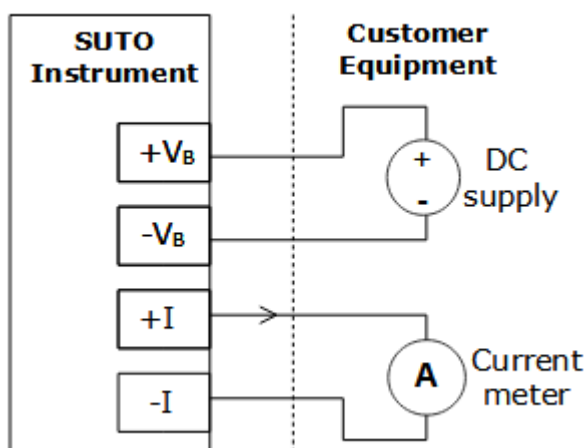 SUTO
Instrument
Customer
Equipment
+VB
-VB
+I
-I
+
-
DC
supply
A
Current
meter